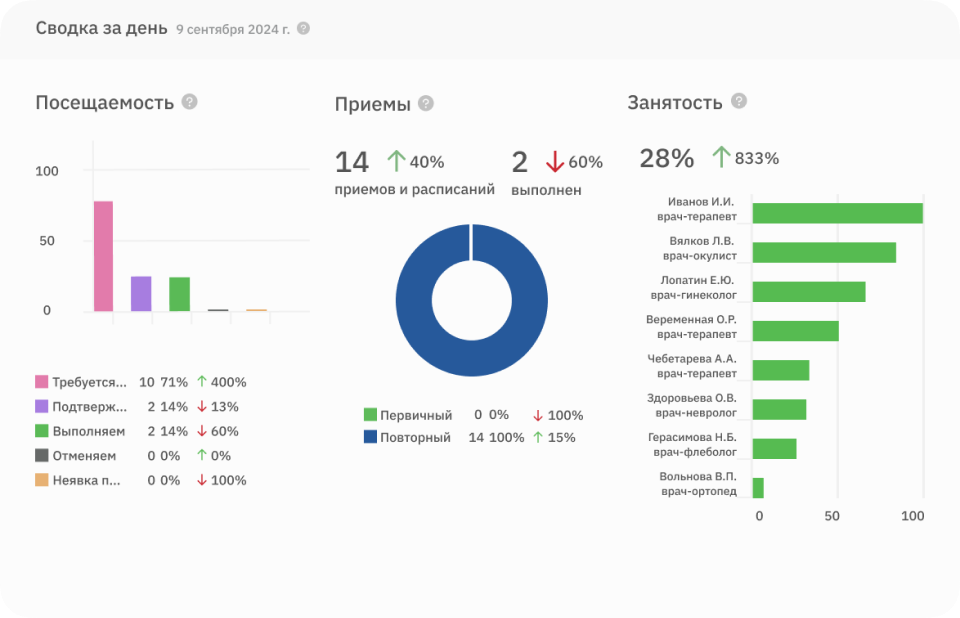 Сводка за день 9 сентября 2024 г. ?
Посещаемость ?
100
50
0
Требуется... 10 71% ↑ 400%
Подтверж... 2 14% ↓ 13%
Выполняем 2 14% ↓ 60%
Отменяем 0 0% ↑ 0%
Неявка п... 0 0% ↓ 100%
Приемы ?
14 ↑ 40%
приемов и расписаний
2 ↓ 60%
выполнен
Первичный 0 0% ↓ 100%
Повторный 14 100% ↑ 15%
Занятость ?
28% ↑ 833%
Иванов И.И.
врач-терапевт
Вялков Л.В.
врач-окулист
Лопатин Е.Ю.
врач-гинеколог
Веременная О.Р.
врач-терапевт
Чебетарева А.А.
врач-терапевт
Здоровьева О.В.
врач-невролог
Герасимова Н.Б.
врач-флеболог
Вольнова В.П.
врач-ортопед
0 50 100